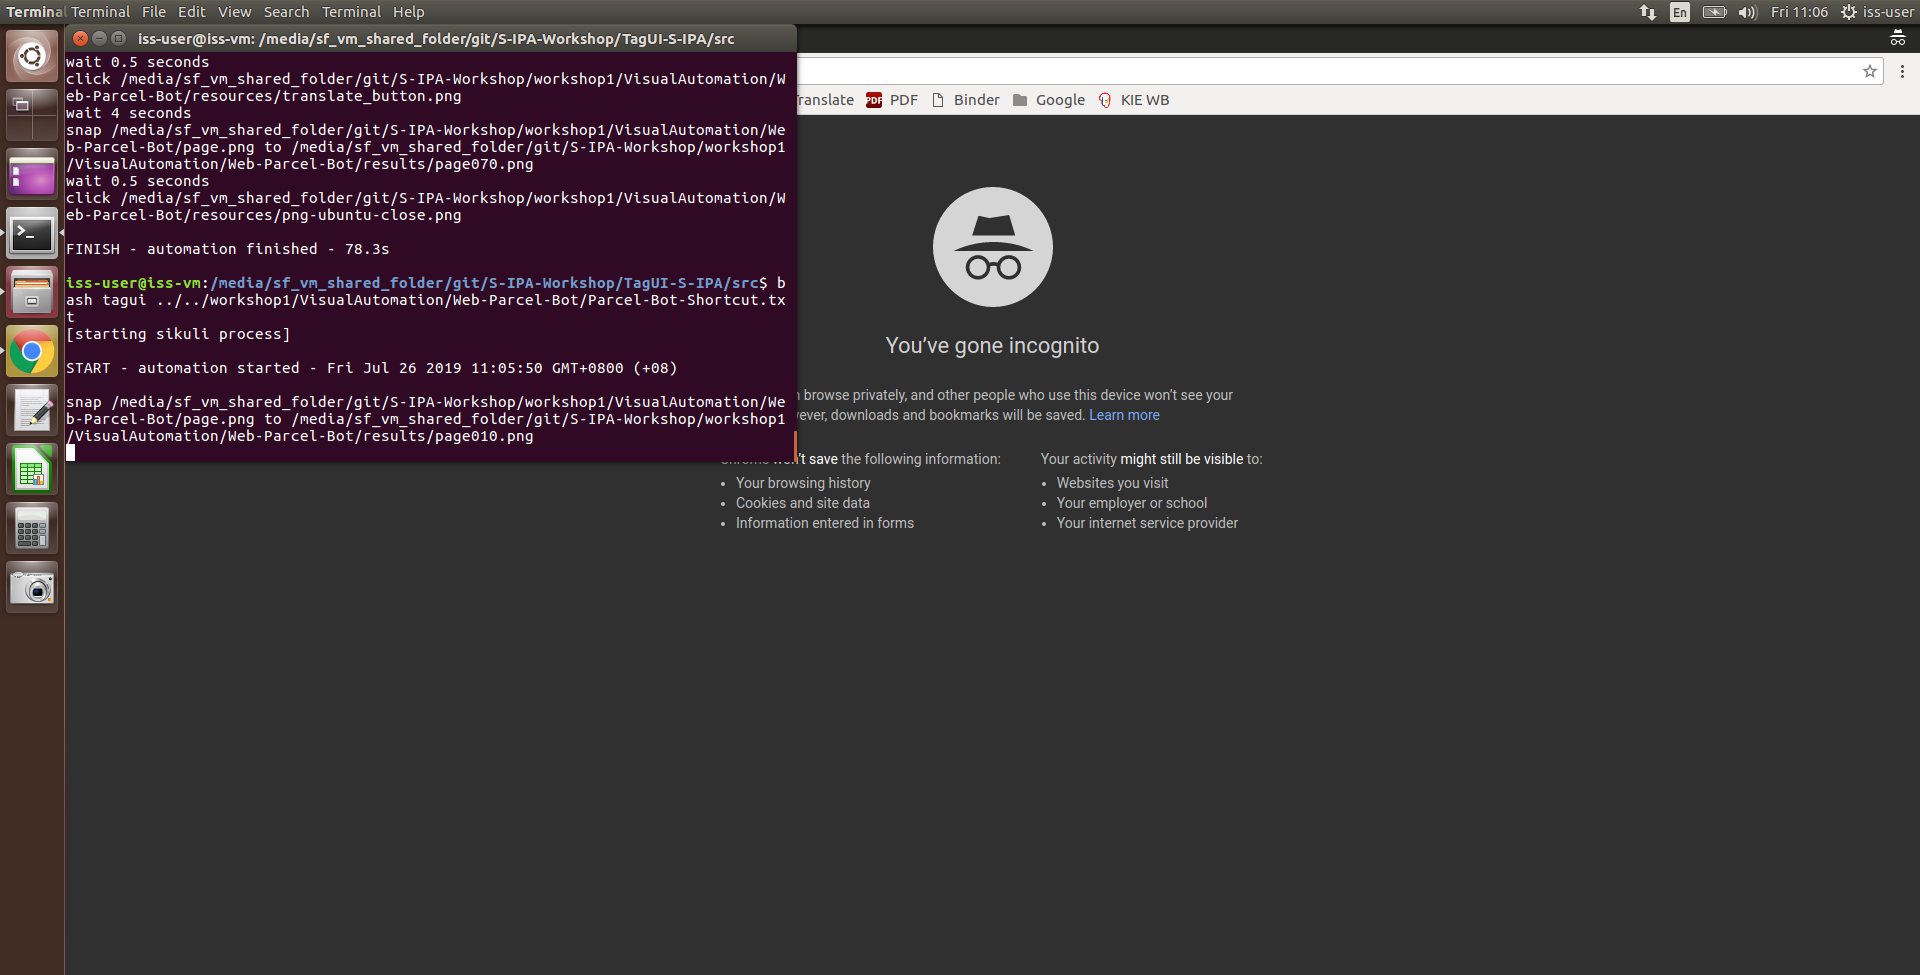 Terminal Terminal File Edit View Search Terminal Help
En Fri 11:06 iss-user
iss-user@iss-vm: /media/sf_vm_shared_folder/git/S-IPA-Workshop/TagUI-S-IPA/src
wait 0.5 seconds
click /media/sf_vm_shared_folder/git/S-IPA-Workshop/workshop1/VisualAutomation/W
eb-Parcel-Bot/resources/translate_button.png
wait 4 seconds
snap /media/sf_vm_shared_folder/git/S-IPA-Workshop/workshop1/VisualAutomation/We
b-Parcel-Bot/page.png to /media/sf_vm_shared_folder/git/S-IPA-Workshop/workshop1
/VisualAutomation/Web-Parcel-Bot/results/page070.png
wait 0.5 seconds
click /media/sf_vm_shared_folder/git/S-IPA-Workshop/workshop1/VisualAutomation/W
eb-Parcel-Bot/resources/png-ubuntu-close.png
FINISH - automation finished - 78.3s
iss-user@iss-vm:/media/sf_vm_shared_folder/git/S-IPA-Workshop/TagUI-S-IPA/src$ b
ash tagui ../../workshop1/VisualAutomation/Web-Parcel-Bot/Parcel-Bot-Shortcut.tx
t
[starting sikuli process]
START - automation started - Fri Jul 26 2019 11:05:50 GMT+0800 (+08)
snap /media/sf_vm_shared_folder/git/S-IPA-Workshop/workshop1/VisualAutomation/We
b-Parcel-Bot/page.png to /media/sf_vm_shared_folder/git/S-IPA-Workshop/workshop1
/VisualAutomation/Web-Parcel-Bot/results/page010.png
ranslate PDF PDF Binder Google KIE WB
You've gone incognito
browse privately, and other people who use this device won't see your
ever, downloads and bookmarks will be saved. Learn more
Chrome won't save the following information:
Your browsing history
Cookies and site data
Information entered in forms
Your activity might still be visible to:
Websites you visit
Your employer or school
Your internet service provider